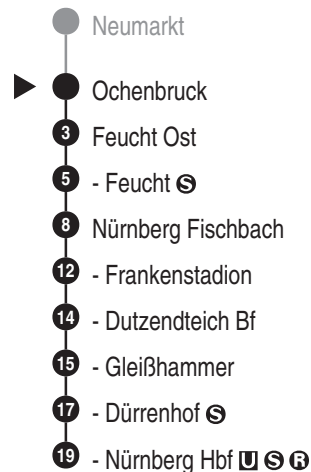 Neumarkt
Ochenbruck
3 Feucht Ost
5 - Feucht S
8 Nürnberg Fischbach
12 - Frankenstadion
14 - Dutzendteich Bf
15 - Gleißhammer
17 - Dürrenhof S
19 - Nürnberg Hbf U S R